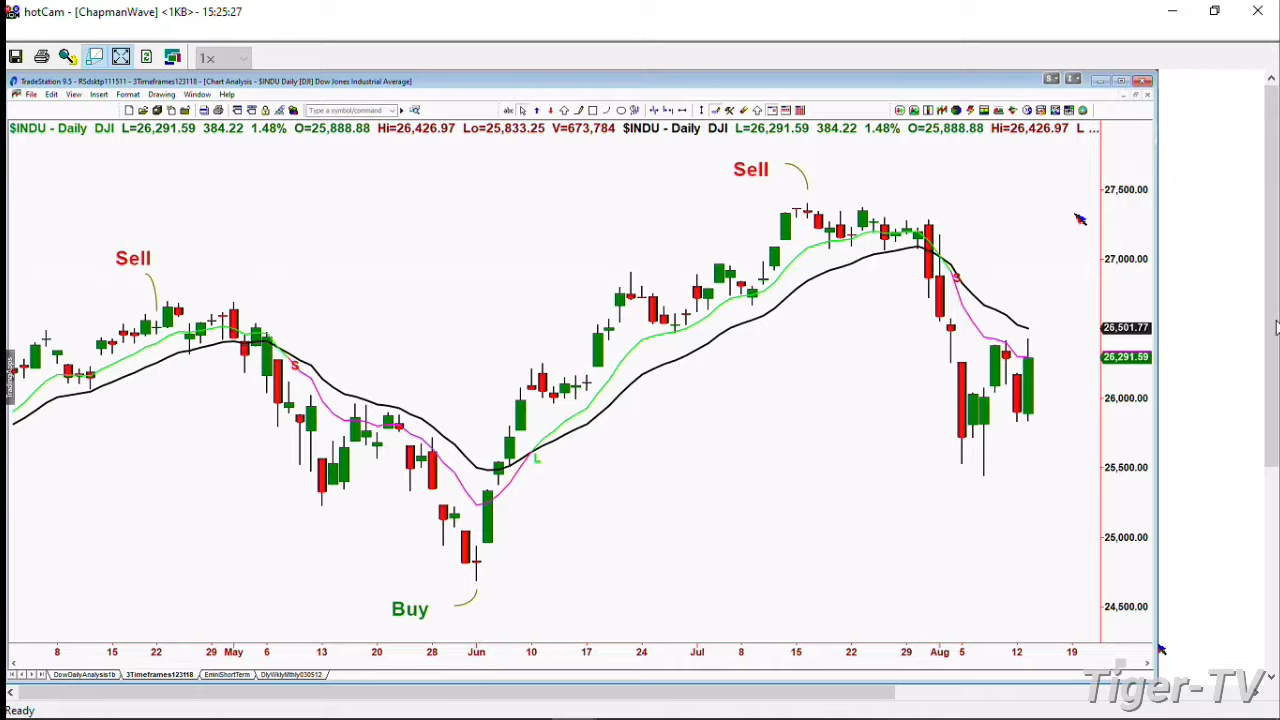 hotCam - [ChapmanWave] <1KB> - 15:25:27
1x
TradeStation 9.5 - RSdsktp111511 - 3Timeframes123118 - [Chart Analysis - $INDU Daily [DJI] Dow Jones Industrial Average]
File Edit View Insert Format Drawing Window Help
Type a symbol/command
abc
$INDU - Daily DJI L=26,291.59 384.22 1.48% O=25,888.88 Hi=26,426.97 Lo=25,833.25 V=673,784 $INDU - Daily DJI L=26,291.59 384.22 1.48% O=25,888.88 Hi=26,426.97 L ...
Sell
27,500.00
Sell
27,000.00
S
26,501.77
S
26,291.59
TradingApps
26,000.00
L
25,500.00
25,000.00
Buy
24,500.00
8 15 22 29 May 6 13 20 28 Jun 10 17 24 Jul 8 15 22 29 Aug 5 12 19
DowDailyAnalysis1b 3Timeframes123118 EminiShortTerm DlyWklyMthly030512
Tiger-TV
Ready